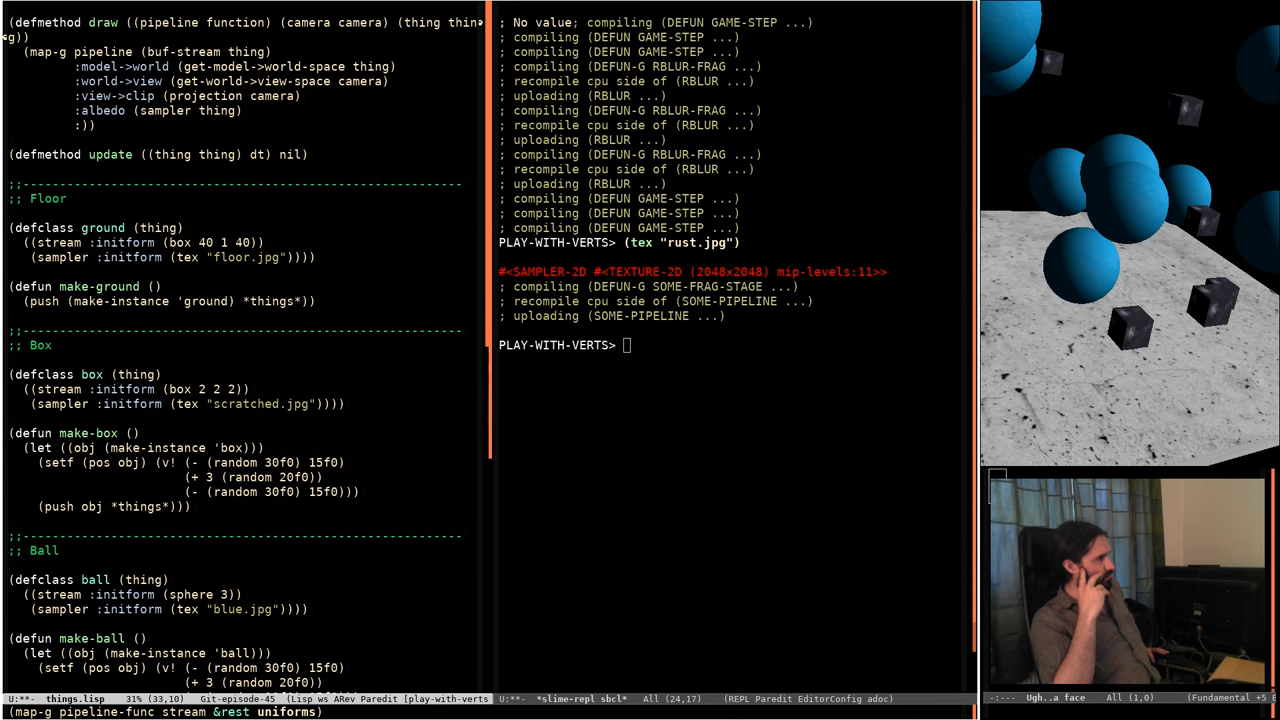 (defmethod draw ((pipeline function) (camera camera) (thing thin
g))
  (map-g pipeline (buf-stream thing)
         :model->world (get-model->world-space thing)
         :world->view (get-world->view-space camera)
         :view->clip (projection camera)
         :albedo (sampler thing)
         :))
(defmethod update ((thing thing) dt) nil)
;;------------------------------------------------------------
;; Floor
(defclass ground (thing)
  ((stream :initform (box 40 1 40))
   (sampler :initform (tex "floor.jpg"))))
(defun make-ground ()
  (push (make-instance 'ground) *things*))
;;------------------------------------------------------------
;; Box
(defclass box (thing)
  ((stream :initform (box 2 2 2))
   (sampler :initform (tex "scratched.jpg"))))
(defun make-box ()
  (let ((obj (make-instance 'box)))
    (setf (pos obj) (v! (- (random 30f0) 15f0)
                        (+ 3 (random 20f0))
                        (- (random 30f0) 15f0)))
    (push obj *things*)))
;;------------------------------------------------------------
;; Ball
(defclass ball (thing)
  ((stream :initform (sphere 3))
   (sampler :initform (tex "blue.jpg"))))
(defun make-ball ()
  (let ((obj (make-instance 'ball)))
    (setf (pos obj) (v! (- (random 30f0) 15f0)
                        (+ 3 (random 20f0))
U:**-  things.lisp   31% (33,10)   Git-episode-45  (Lisp ws ARev Paredit [play-with-verts
(map-g pipeline-func stream &rest uniforms)
; No value; compiling (DEFUN GAME-STEP ...)
; compiling (DEFUN GAME-STEP ...)
; compiling (DEFUN GAME-STEP ...)
; compiling (DEFUN-G RBLUR-FRAG ...)
; recompile cpu side of (RBLUR ...)
; uploading (RBLUR ...)
; compiling (DEFUN-G RBLUR-FRAG ...)
; recompile cpu side of (RBLUR ...)
; uploading (RBLUR ...)
; compiling (DEFUN-G RBLUR-FRAG ...)
; recompile cpu side of (RBLUR ...)
; uploading (RBLUR ...)
; compiling (DEFUN GAME-STEP ...)
; compiling (DEFUN GAME-STEP ...)
; compiling (DEFUN GAME-STEP ...)
PLAY-WITH-VERTS> (tex "rust.jpg")
#<SAMPLER-2D #<TEXTURE-2D (2048x2048) mip-levels:11>>
; compiling (DEFUN-G SOME-FRAG-STAGE ...)
; recompile cpu side of (SOME-PIPELINE ...)
; uploading (SOME-PIPELINE ...)
PLAY-WITH-VERTS>
U:**-  *slime-repl sbcl*   All (24,17)     (REPL Paredit EditorConfig adoc)
-:---  Ugh..a face   All (1,0)      (Fundamental +5